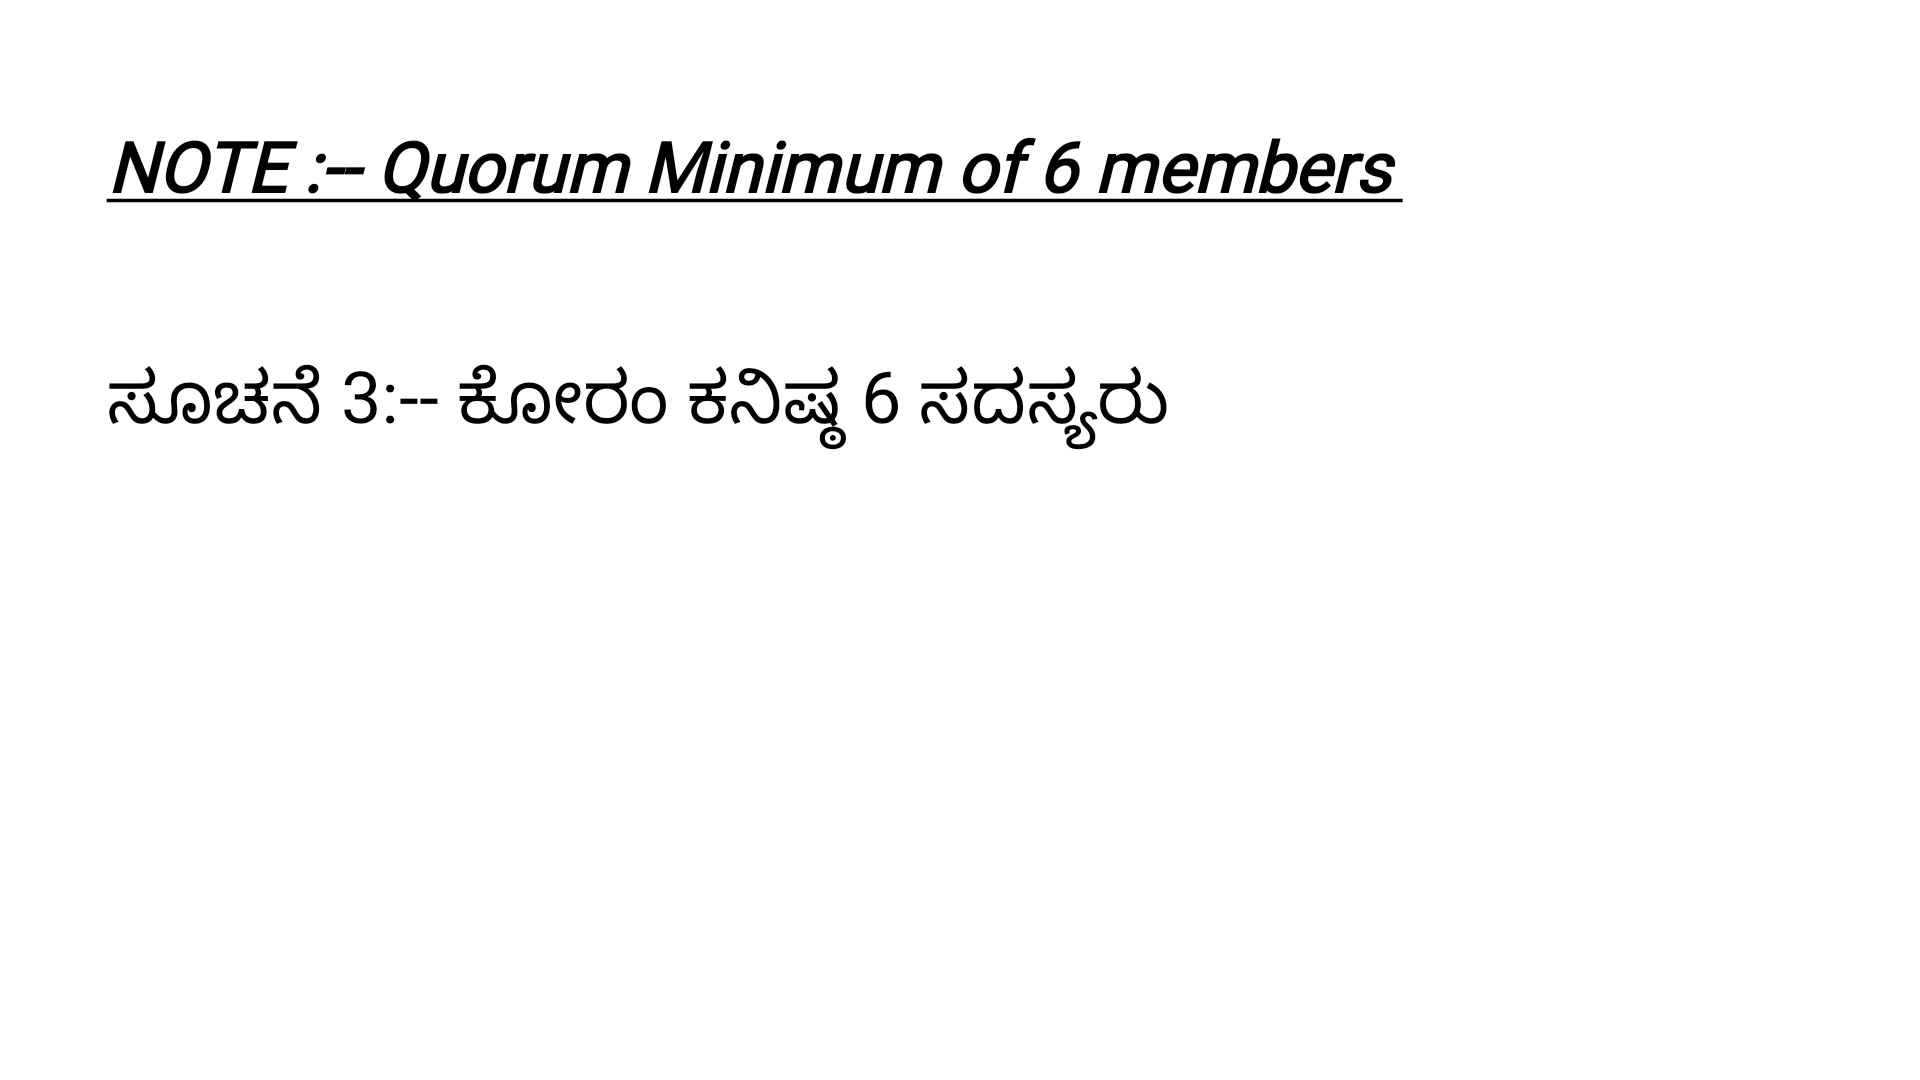 NOTE :-- Quorum Minimum of 6 members
ಸೂಚನೆ 3:-- ಕೋರಂ ಕನಿಷ್ಠ 6 ಸದಸ್ಯರು